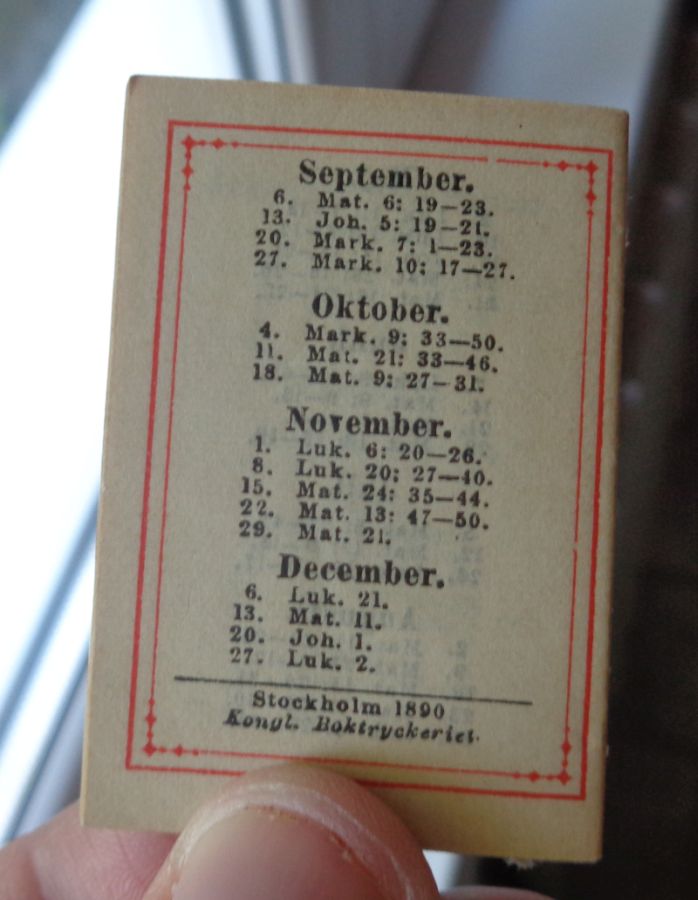 September.
6. Mat. 6: 19—23.
13. Joh. 5: 19—21.
20. Mark. 7: 1—23.
27. Mark. 10: 17—27.
Oktober.
4. Mark. 9: 33—50.
11. Mat. 21: 33—46.
18. Mat. 9: 27—31.
November.
1. Luk. 6: 20—26.
8. Luk. 20: 27—40.
15. Mat. 24: 35—44.
22. Mat. 13: 47—50.
29. Mat. 21.
December.
6. Luk. 21.
13. Mat. 11.
20. Joh. 1.
27. Luk. 2.
Stockholm 1890
Kongl. Boktryckeriet.